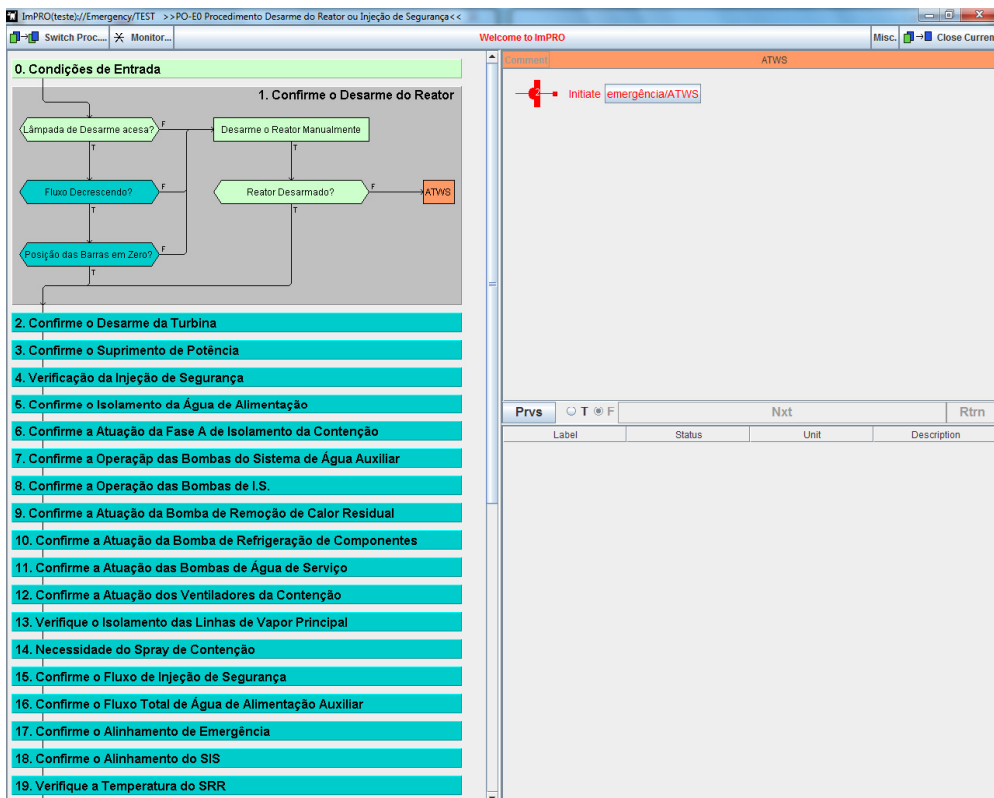 ImPRO(teste)://Emergency/TEST >>PO-E0 Procedimento Desarme do Reator ou Injeção de Segurança<<
Switch Proc.... Monitor... Welcome to ImPRO Misc. Close Curren
0. Condições de Entrada
1. Confirme o Desarme do Reator
Lâmpada de Desarme acesa? F Desarme o Reator Manualmente
T T
Fluxo Decrescendo? F Reator Desarmado? F ATWS
T T
Posição das Barras em Zero? F
T
2. Confirme o Desarme da Turbina
3. Confirme o Suprimento de Potência
4. Verificação da Injeção de Segurança
5. Confirme o Isolamento da Água de Alimentação
6. Confirme a Atuação da Fase A de Isolamento da Contenção
7. Confirme a Operaçãp das Bombas do Sistema de Água Auxiliar
8. Confirme a Operação das Bombas de I.S.
9. Confirme a Atuação da Bomba de Remoção de Calor Residual
10. Confirme a Atuação da Bomba de Refrigeração de Componentes
11. Confirme a Atuação das Bombas de Água de Serviço
12. Confirme a Atuação dos Ventiladores da Contenção
13. Verifique o Isolamento das Linhas de Vapor Principal
14. Necessidade do Spray de Contenção
15. Confirme o Fluxo de Injeção de Segurança
16. Confirme o Fluxo Total de Água de Alimentação Auxiliar
17. Confirme o Alinhamento de Emergência
18. Confirme o Alinhamento do SIS
19. Verifique a Temperatura do SRR
Comment ATWS
2 Initiate emergência/ATWS
Prvs T F Nxt Rtrn
Label Status Unit Description